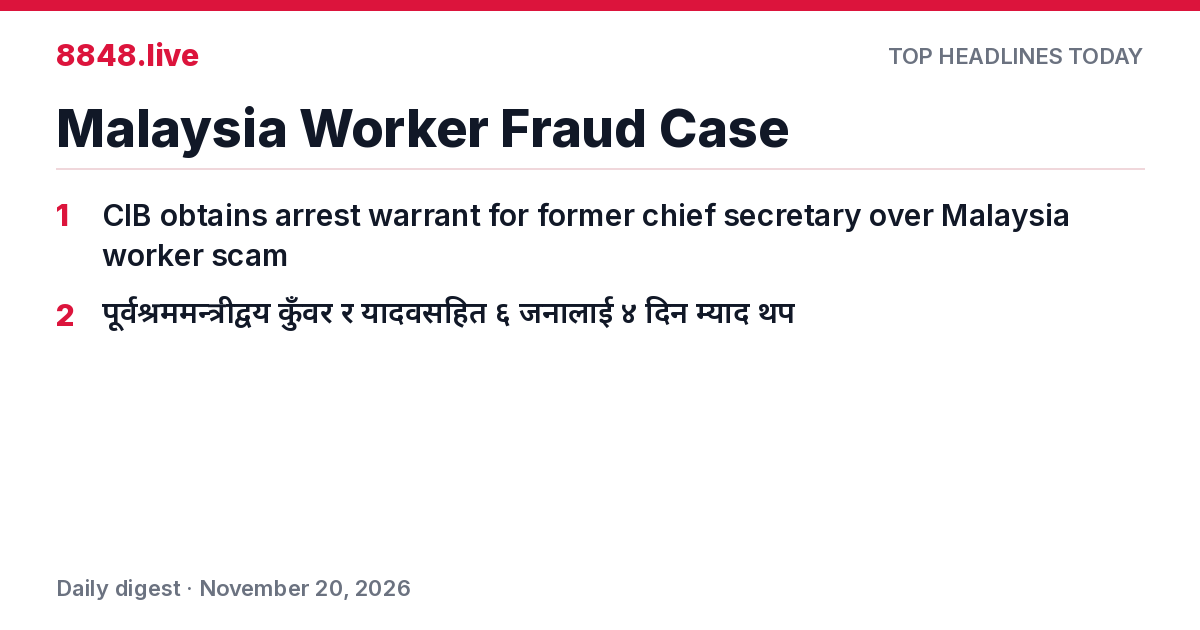 8848.live
TOP HEADLINES TODAY
Malaysia Worker Fraud Case
1 CIB obtains arrest warrant for former chief secretary over Malaysia
worker scam
2 पूर्वश्रममन्त्रीद्वय कुँवर र यादवसहित ६ जनालाई ४ दिन म्याद थप
Daily digest · November 20, 2026